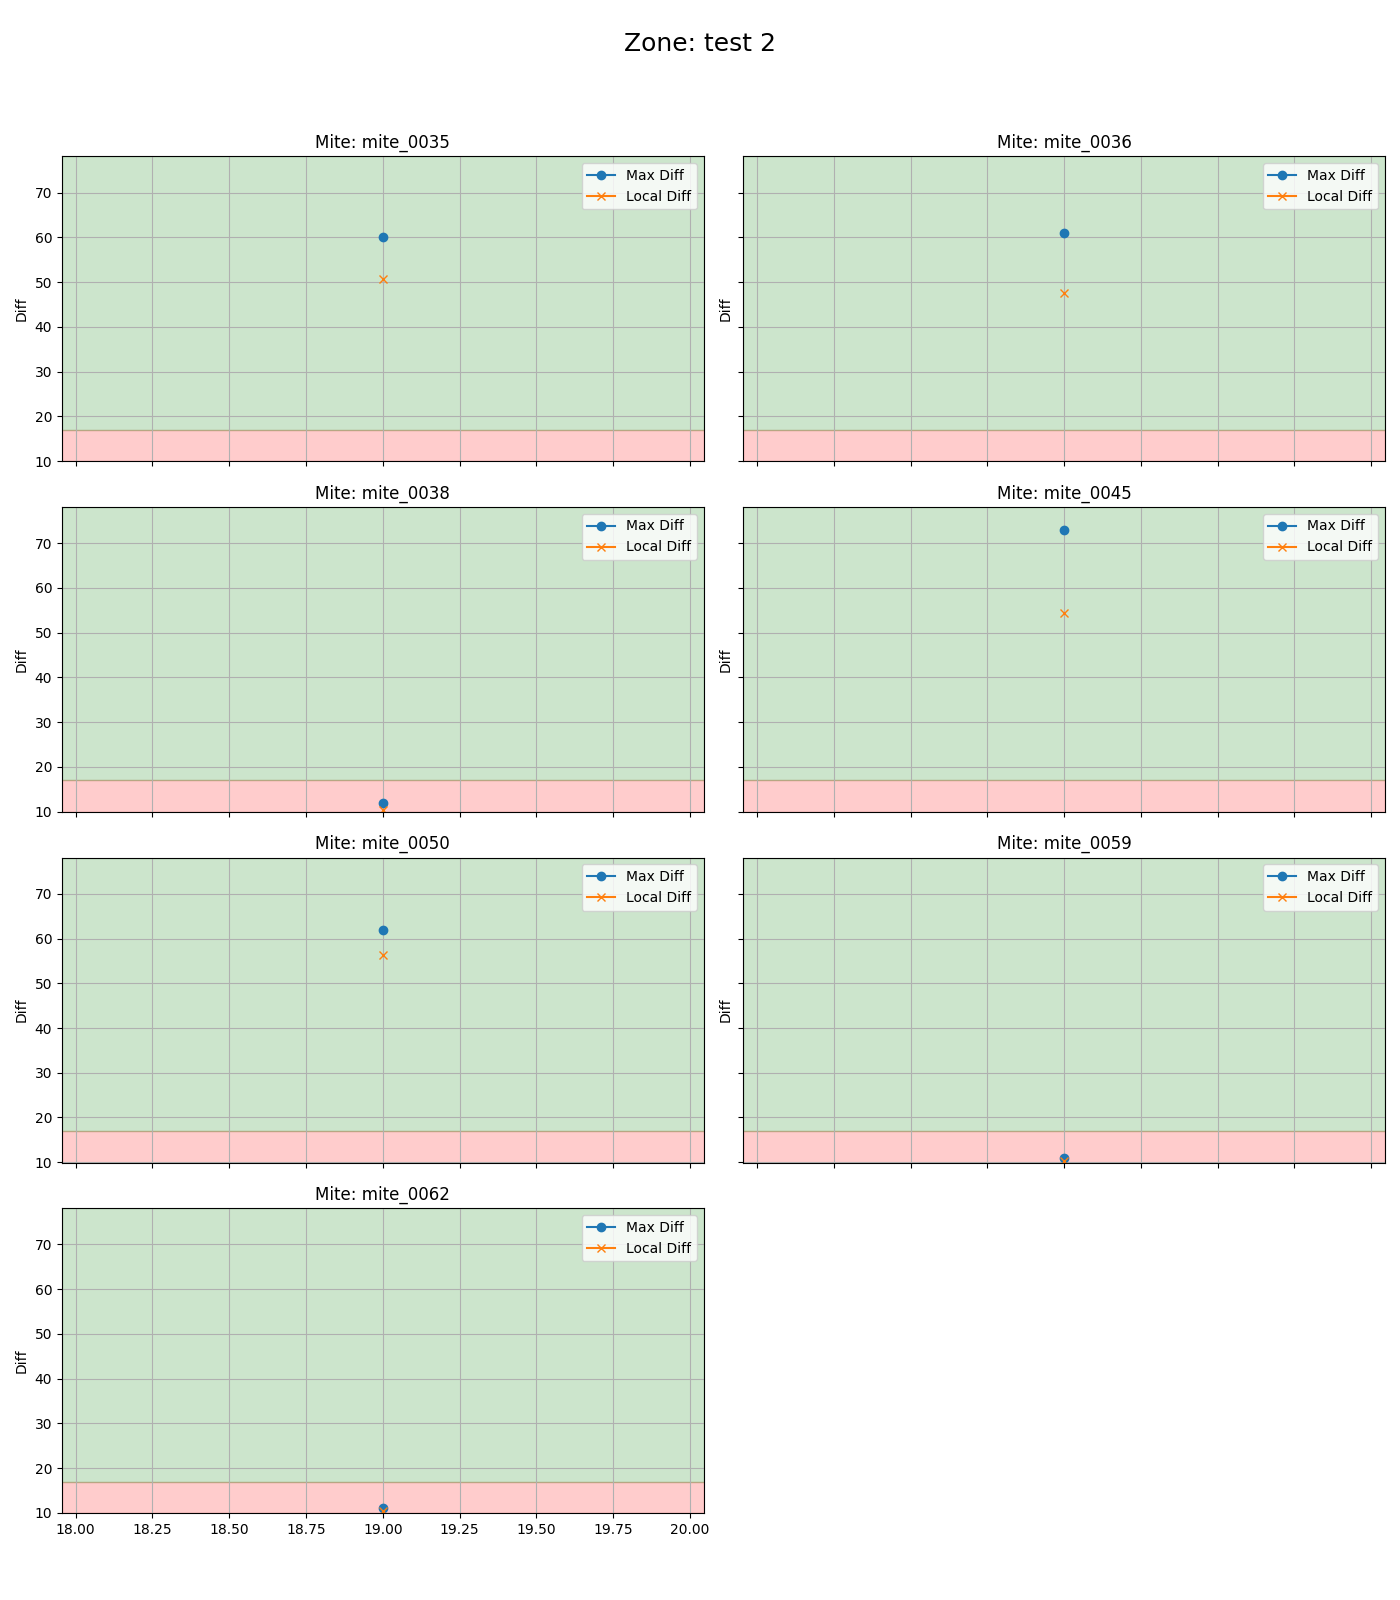 Zone: test 2
Mite: mite_0035
Max Diff
Local Diff
70
60
50
40
30
20
10
Diff
Mite: mite_0036
Max Diff
Local Diff
Diff
Mite: mite_0038
Max Diff
Local Diff
70
60
50
40
30
20
10
Diff
Mite: mite_0045
Max Diff
Local Diff
Diff
Mite: mite_0050
Max Diff
Local Diff
70
60
50
40
30
20
10
Diff
Mite: mite_0059
Max Diff
Local Diff
Diff
Mite: mite_0062
Max Diff
Local Diff
70
60
50
40
30
20
10
Diff
18.00 18.25 18.50 18.75 19.00 19.25 19.50 19.75 20.00